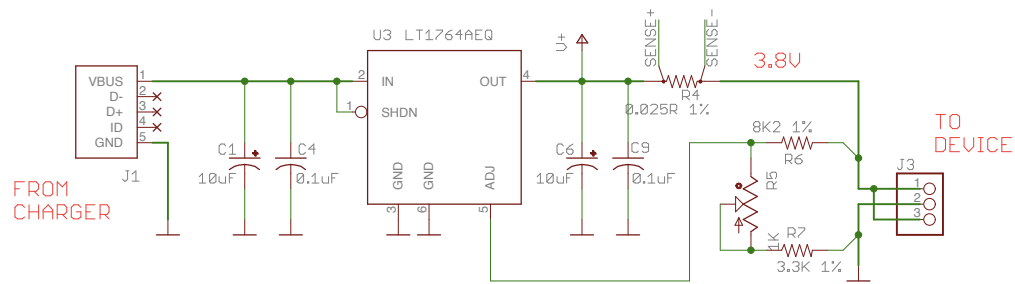 U3 LT1764AEQ
V+
SENSE+
SENSE-
3.8V
VBUS 1
D- 2
D+ 3
ID 4
GND 5
J1
2 IN
1 SHDN
OUT 4
GND
GND
ADJ
3
6
5
C1
10uF
C4
0.1uF
C6
10uF
C9
0.1uF
R4
0.025R 1%
8K2 1%
R6
R5
1K
R7
3.3K 1%
TO
DEVICE
J3
1
2
3
FROM
CHARGER